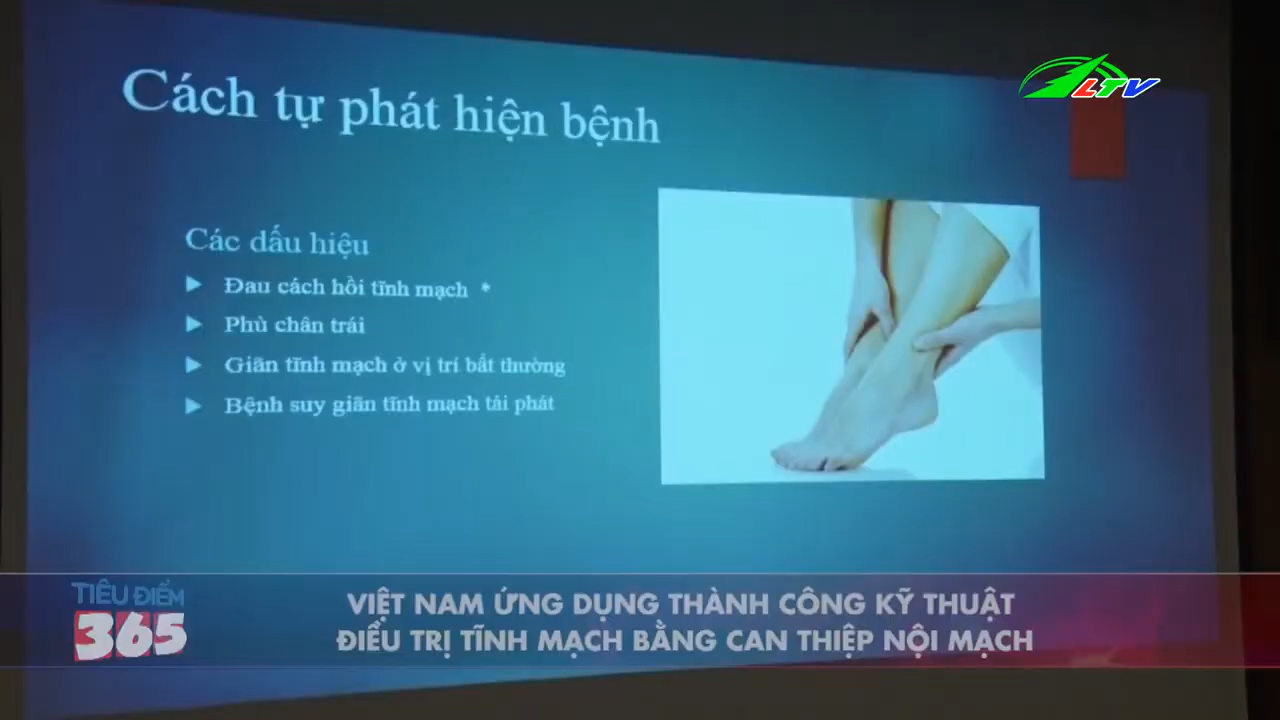 LTV
Cách tự phát hiện bệnh
Các dấu hiệu
Đau cách hồi tĩnh mạch *
Phù chân trái
Giãn tĩnh mạch ở vị trí bất thường
Bệnh suy giãn tĩnh mạch tái phát
TIÊU ĐIỂM
365
VIỆT NAM ỨNG DỤNG THÀNH CÔNG KỸ THUẬT
ĐIỀU TRỊ TĨNH MẠCH BẰNG CAN THIỆP NỘI MẠCH